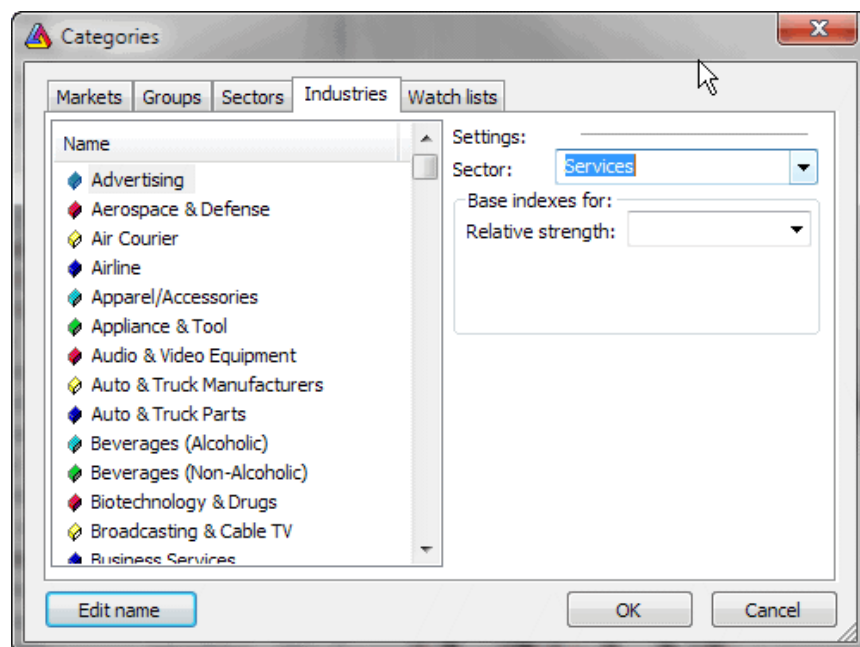 Categories
Markets Groups Sectors Industries Watch lists
Name
Advertising
Aerospace & Defense
Air Courier
Airline
Apparel/Accessories
Appliance & Tool
Audio & Video Equipment
Auto & Truck Manufacturers
Auto & Truck Parts
Beverages (Alcoholic)
Beverages (Non-Alcoholic)
Biotechnology & Drugs
Broadcasting & Cable TV
Business Services
Settings:
Sector: Services
Base indexes for:
Relative strength:
Edit name OK Cancel